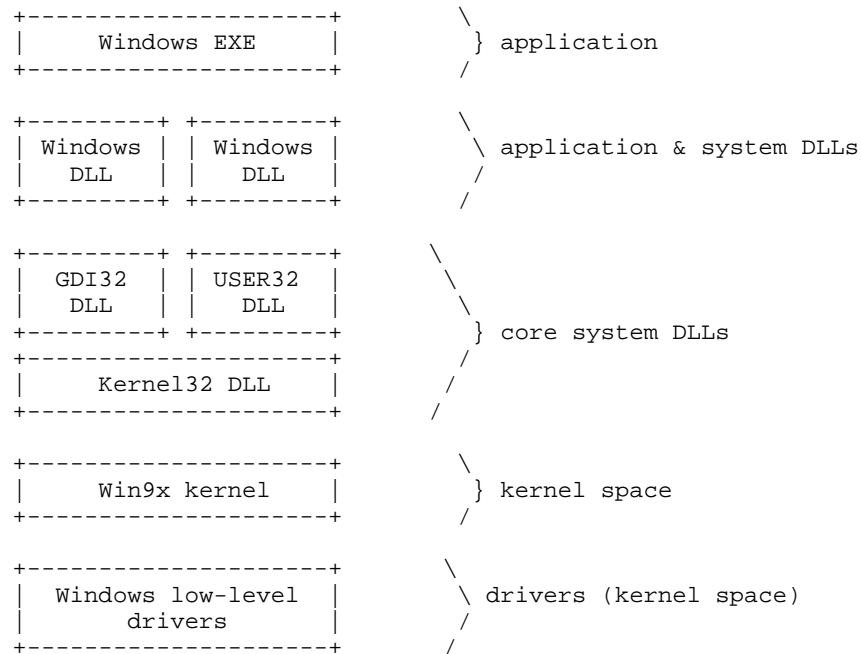 Windows EXE } application
Windows Windows application & system DLLs
DLL DLL
GDI32 USER32
DLL DLL
} core system DLLs
Kernel32 DLL
Win9x kernel } kernel space
Windows low-level drivers (kernel space)
drivers